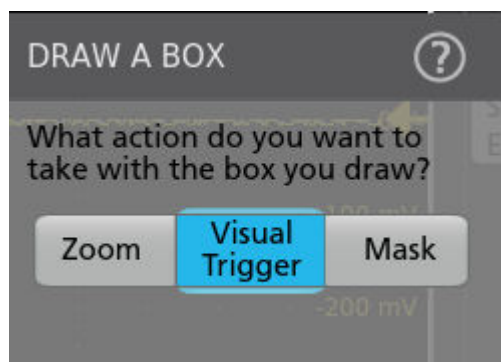 DRAW A BOX ?
What action do you want to
take with the box you draw?
-100 mV
Zoom Visual Trigger Mask
-200 mV